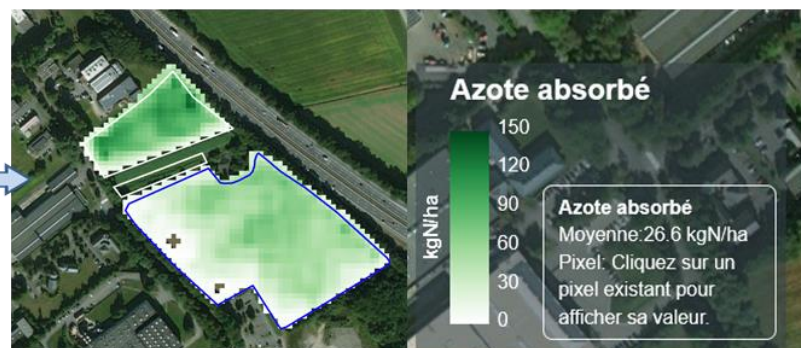 Azote absorbé
150
120
90
60
30
0
kgN/ha
Azote absorbé
Moyenne:26.6 kgN/ha
Pixel: Cliquez sur un
pixel existant pour
afficher sa valeur.